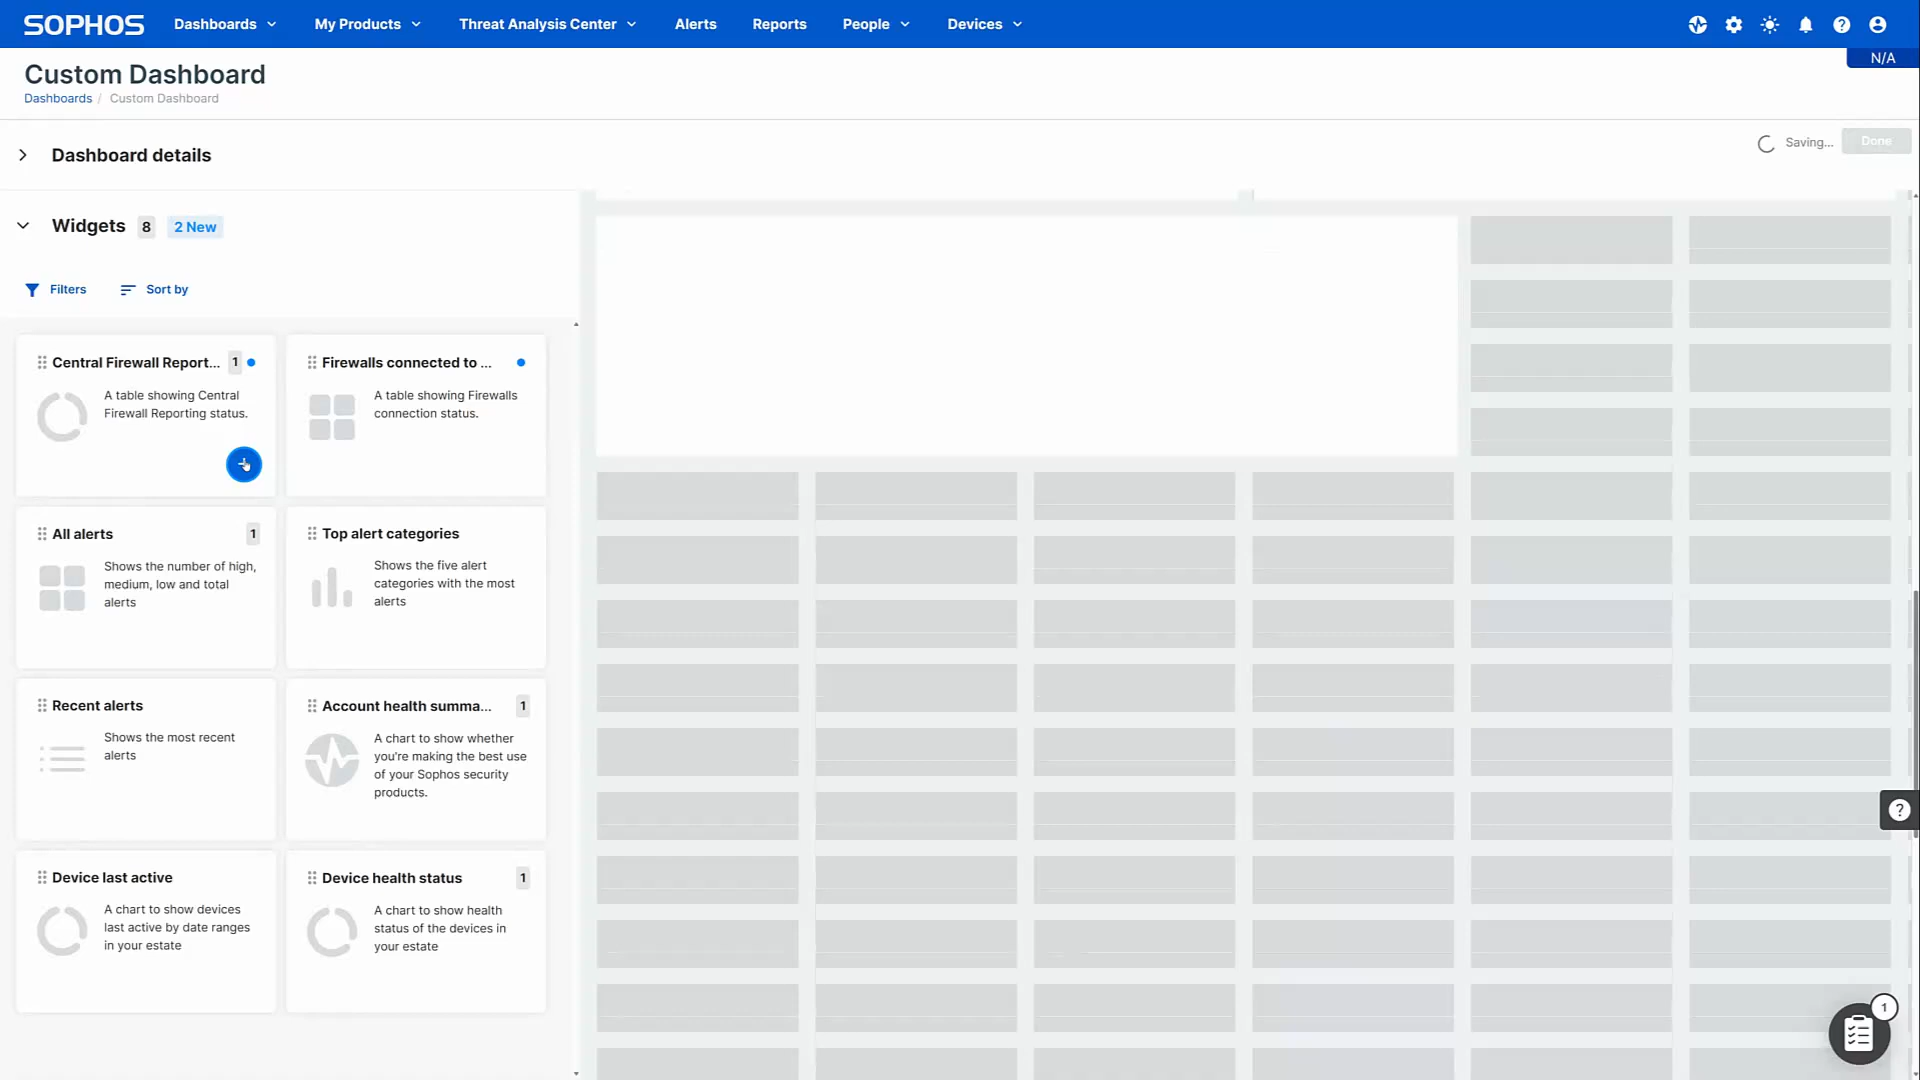 SOPHOS
Dashboards
My Products
Threat Analysis Center
Alerts
Reports
People
Devices
N/A
Custom Dashboard
Dashboards / Custom Dashboard
Dashboard details
Saving...
Done
Widgets 8 2 New
Filters
Sort by
Central Firewall Report... 1
A table showing Central
Firewall Reporting status.
Firewalls connected to ...
A table showing Firewalls
connection status.
All alerts 1
Shows the number of high,
medium, low and total
alerts
Top alert categories
Shows the five alert
categories with the most
alerts
Recent alerts
Shows the most recent
alerts
Account health summa... 1
A chart to show whether
you're making the best use
of your Sophos security
products.
Device last active
A chart to show devices
last active by date ranges
in your estate
Device health status 1
A chart to show health
status of the devices in
your estate
?
1